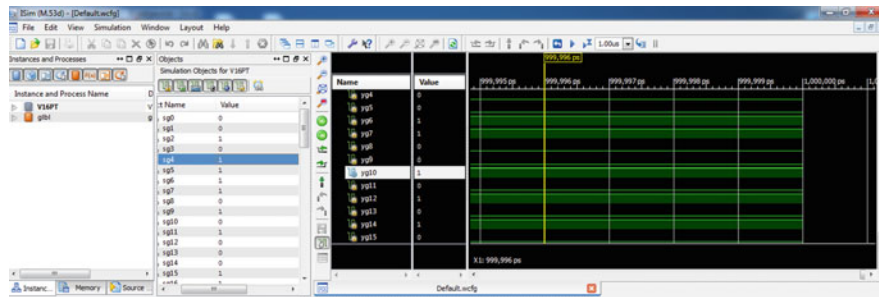 ISim (M.53d) - [Default.wcfg]
File Edit View Simulation Window Layout Help
1.00us
Instances and Processes
Instance and Process Name D
V16PT V
glbl g
Objects
Simulation Objects for V16PT
:t Name Value
sg0 0
sg1 0
sg2 1
sg3 0
sg4 1
sg5 1
sg6 1
sg7 1
sg8 0
sg9 1
sg10 0
sg11 1
sg12 0
sg13 0
sg14 0
sg15 1
Name Value
yg4 0
yg5 0
yg6 1
yg7 1
yg8 0
yg9 0
yg10 1
yg11 0
yg12 1
yg13 0
yg14 1
yg15 0
999,996 ps
999,995 ps 999,996 ps 999,997 ps 999,998 ps 999,999 ps 1,000,000 ps
X1: 999,996 ps
Instanc... Memory Source
Default.wcfg